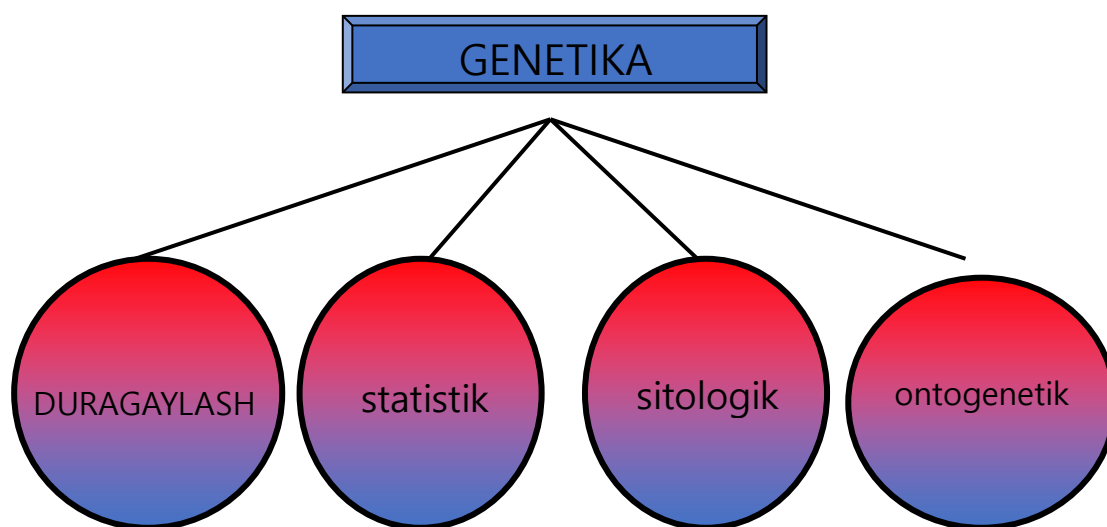 GENETIKA
DURAGAYLASH
statistik
sitologik
ontogenetik